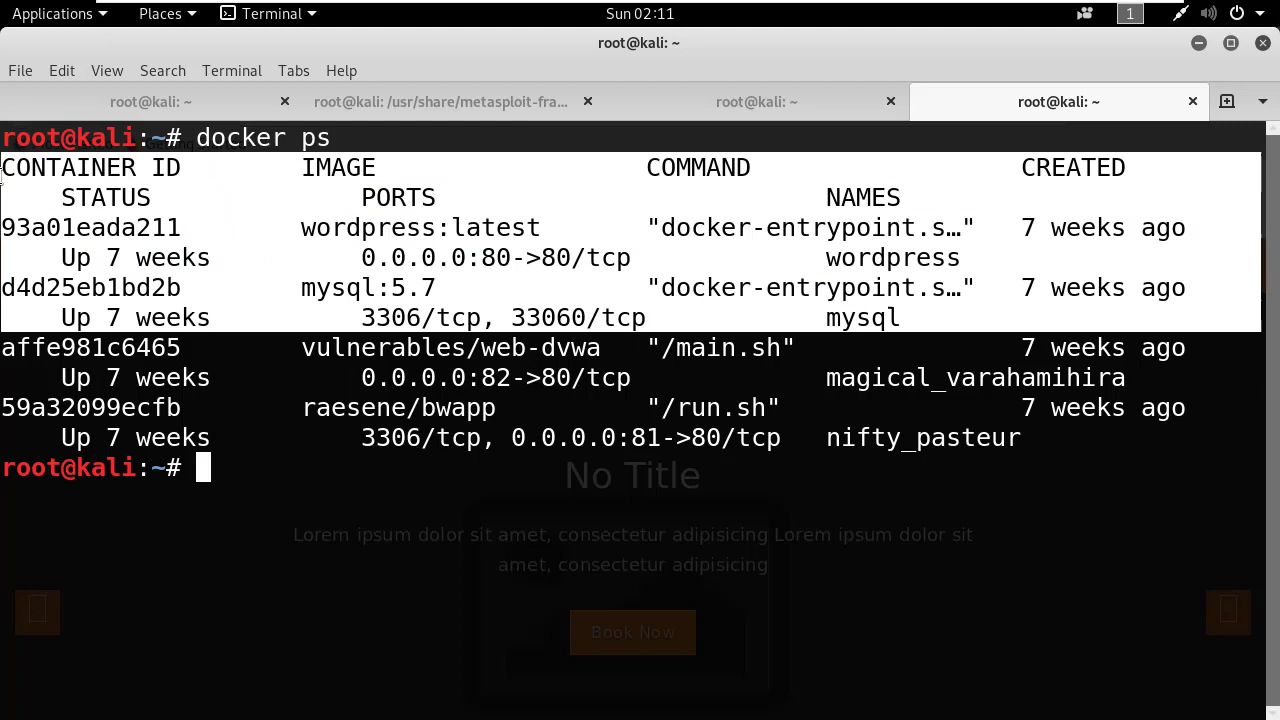 Applications Places Terminal Sun 02:11 1
root@kali: ~
File Edit View Search Terminal Tabs Help
root@kali: ~ root@kali: /usr/share/metasploit-fra... root@kali: ~ root@kali: ~
root@kali:~# docker ps
CONTAINER ID IMAGE COMMAND CREATED
STATUS PORTS NAMES
93a01eada211 wordpress:latest "docker-entrypoint.s…" 7 weeks ago
Up 7 weeks 0.0.0.0:80->80/tcp wordpress
d4d25eb1bd2b mysql:5.7 "docker-entrypoint.s…" 7 weeks ago
Up 7 weeks 3306/tcp, 33060/tcp mysql
affe981c6465 vulnerables/web-dvwa "/main.sh" 7 weeks ago
Up 7 weeks 0.0.0.0:82->80/tcp magical_varahamihira
59a32099ecfb raesene/bwapp "/run.sh" 7 weeks ago
Up 7 weeks 3306/tcp, 0.0.0.0:81->80/tcp nifty_pasteur
root@kali:~#
No Title
Lorem ipsum dolor sit amet, consectetur adipisicing Lorem ipsum dolor sit
amet, consectetur adipisicing
Book Now